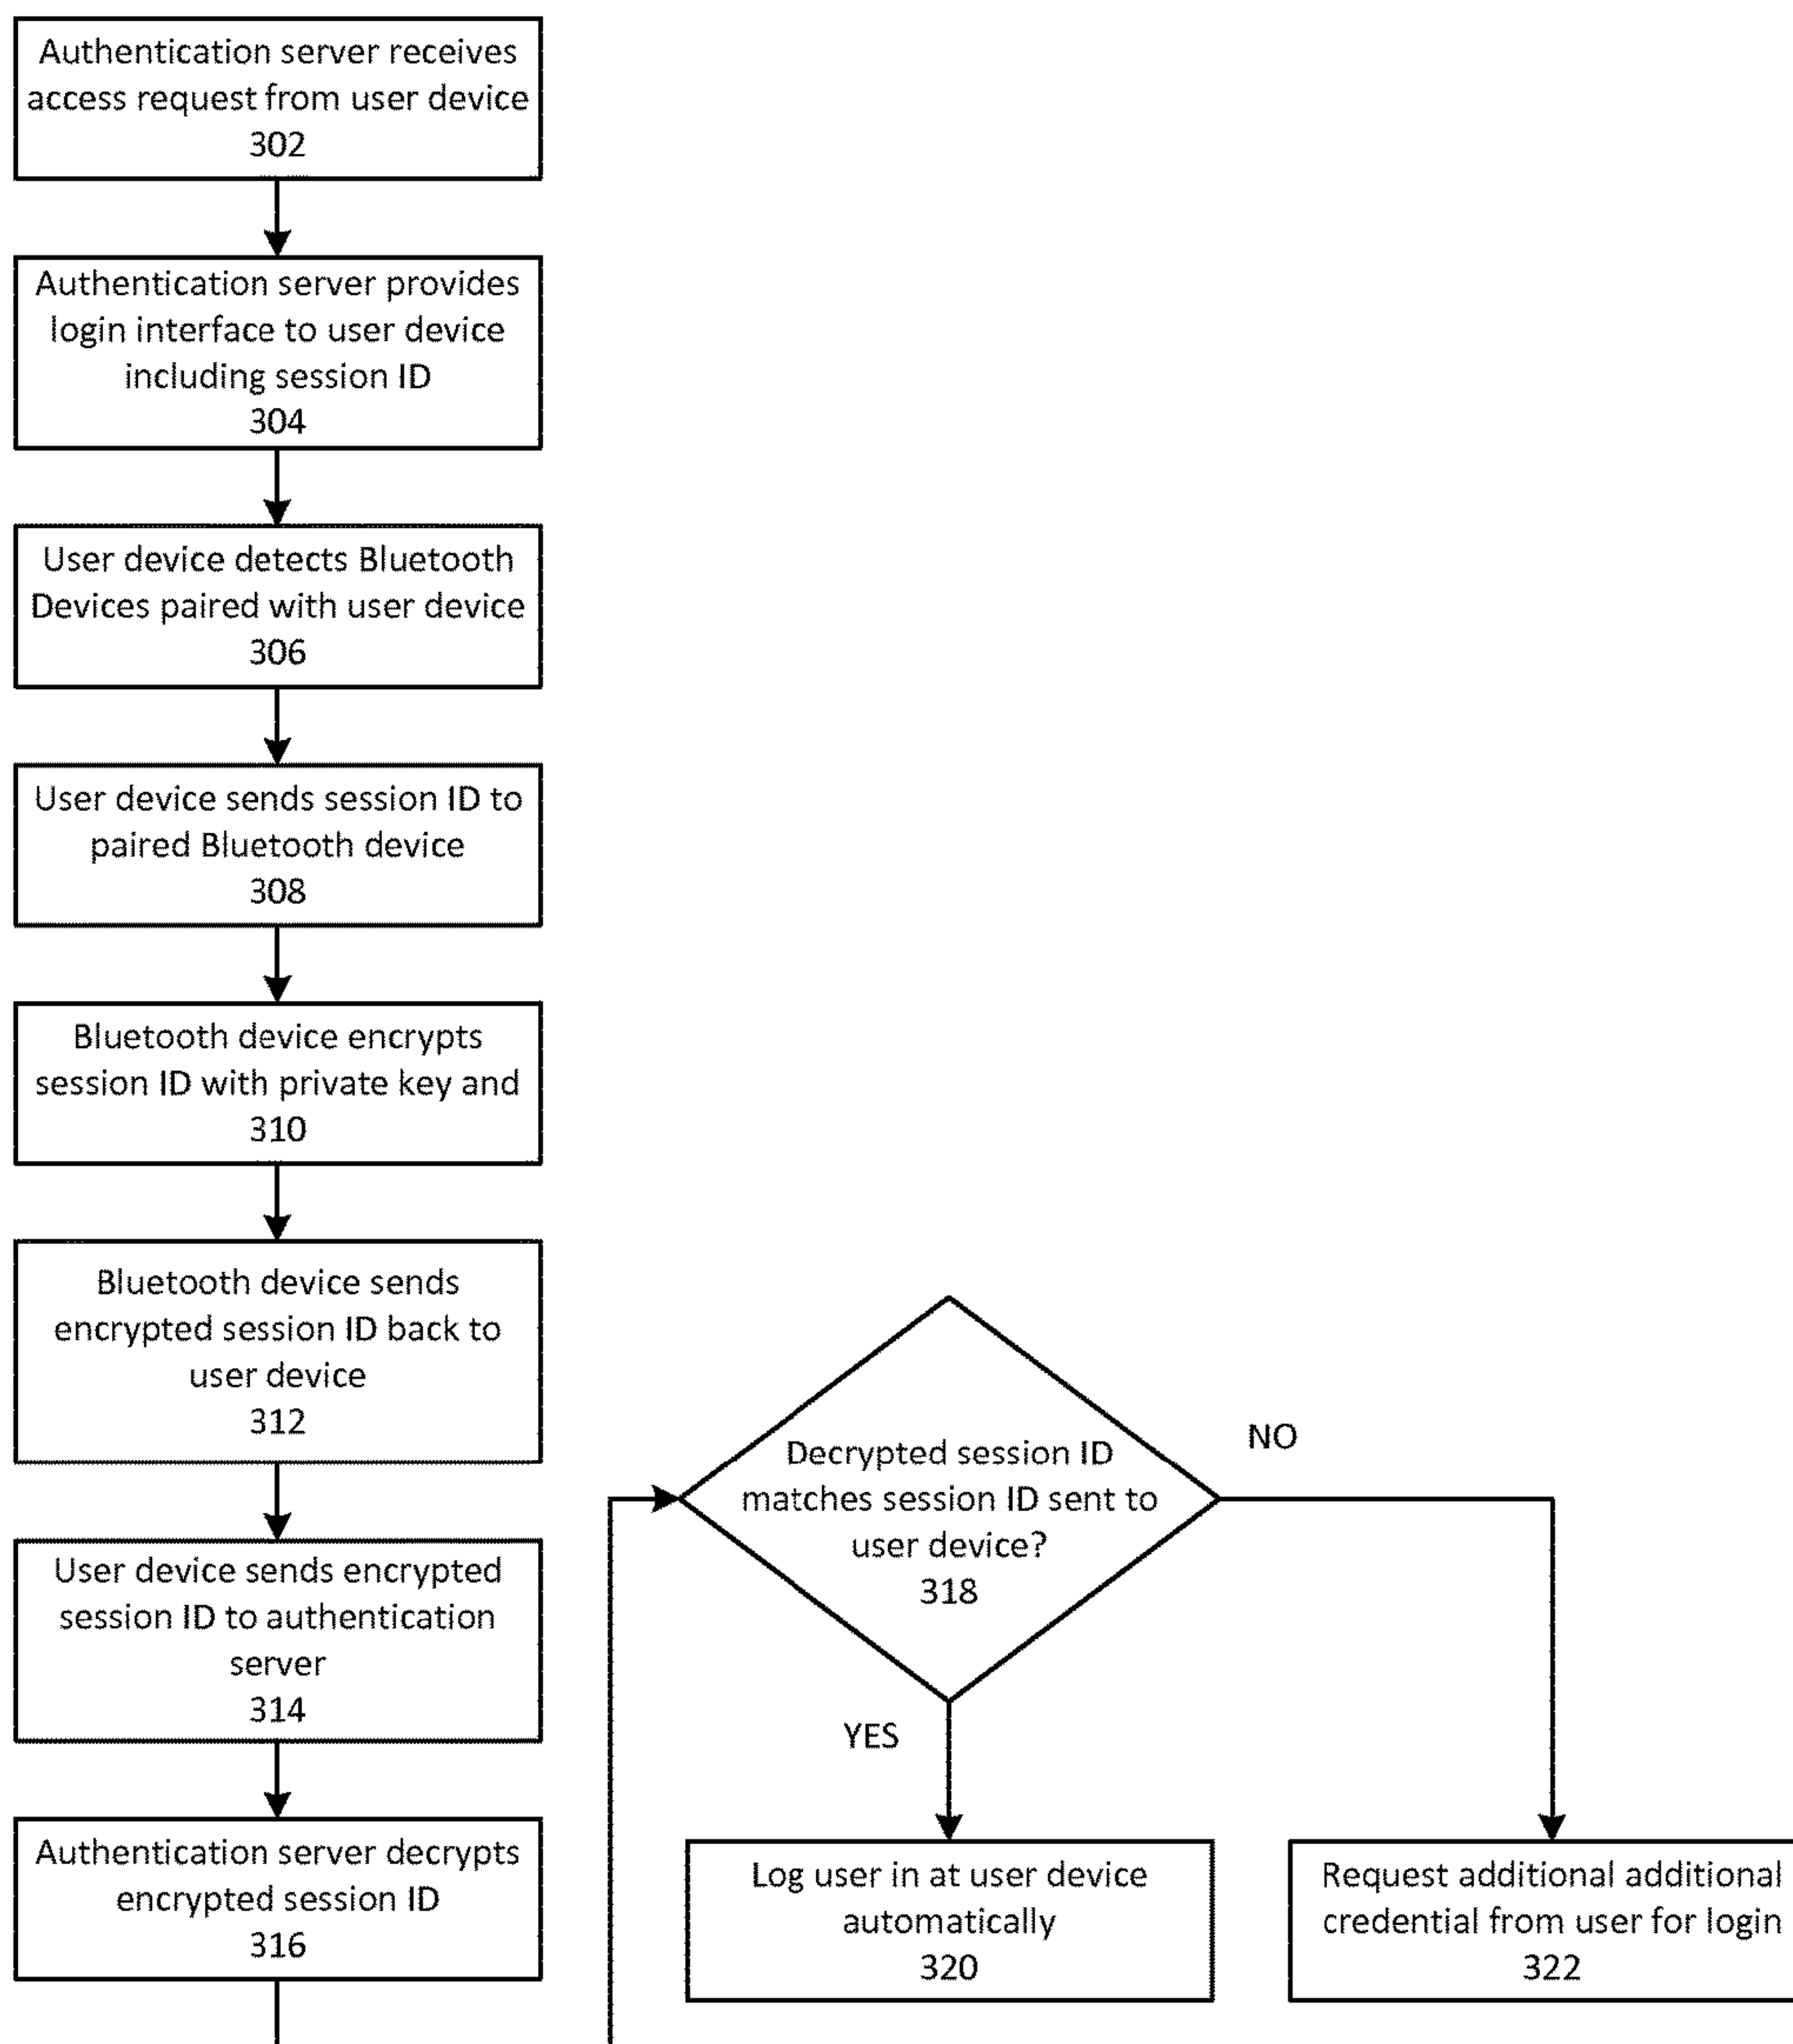 Authentication server receives
access request from user device
302
Authentication server provides
login interface to user device
including session ID
304
User device detects Bluetooth
Devices paired with user device
306
User device sends session ID to
paired Bluetooth device
308
Bluetooth device encrypts
session ID with private key and
310
Bluetooth device sends
encrypted session ID back to
user device
312
User device sends encrypted
session ID to authentication
server
314
Authentication server decrypts
encrypted session ID
316
Decrypted session ID
matches session ID sent to
user device?
318
NO
YES
Log user in at user device
automatically
320
Request additional additional
credential from user for login
322